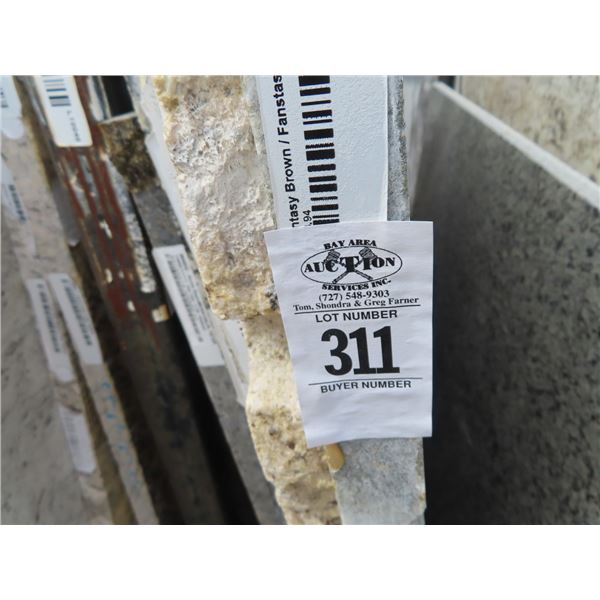 ntasy Brown / Fanstas
.94
BAY AREA
AUCTION
SERVICES INC.
(727) 548-9303
Tom, Shondra & Greg Farner
LOT NUMBER
311
BUYER NUMBER